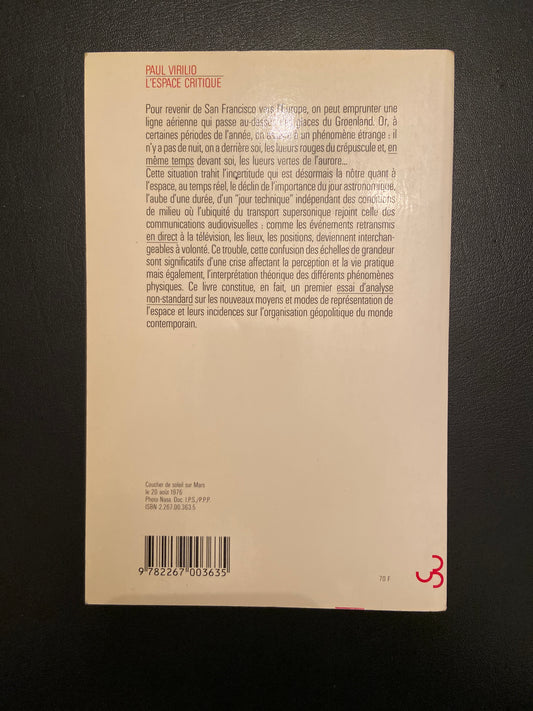 PAUL VIRILIO
L'ESPACE CRITIQUE
Pour revenir de San Francisco vers l'Europe, on peut emprunter une
ligne aérienne qui passe au-dessus glaces du Groenland. Or, à
certaines périodes de l'année, on à un phénomène étrange : il
n'y a pas de nuit, on a derrière soi, les lueurs rouges du crépuscule et, en
même temps devant soi, les lueurs vertes de l'aurore...
Cette situation trahit l'incertitude qui est désormais la nôtre quant à
l'espace, au temps réel, le déclin de l'importance du jour astronomique,
l'aube d'une durée, d'un "jour technique" indépendant des conditions
de milieu où l'ubiquité du transport supersonique rejoint celle des
communications audiovisuelles : comme les événements retransmis
en direct à la télévision, les lieux, les positions, deviennent interchan-
geables à volonté. Ce trouble, cette confusion des échelles de grandeur
sont significatifs d'une crise affectant la perception et la vie pratique
mais également, l'interprétation théorique des différents phénomènes
physiques. Ce livre constitue, en fait, un premier essai d'analyse
non-standard sur les nouveaux moyens et modes de représentation de
l'espace et leurs incidences sur l'organisation géopolitique du monde
contemporain.
Coucher de soleil sur Mars
le 20 août 1976
Photo Nasa. Doc. I.P.S./P.P.P.
ISBN 2.267.00.363.5
9 782267 003635
70 F